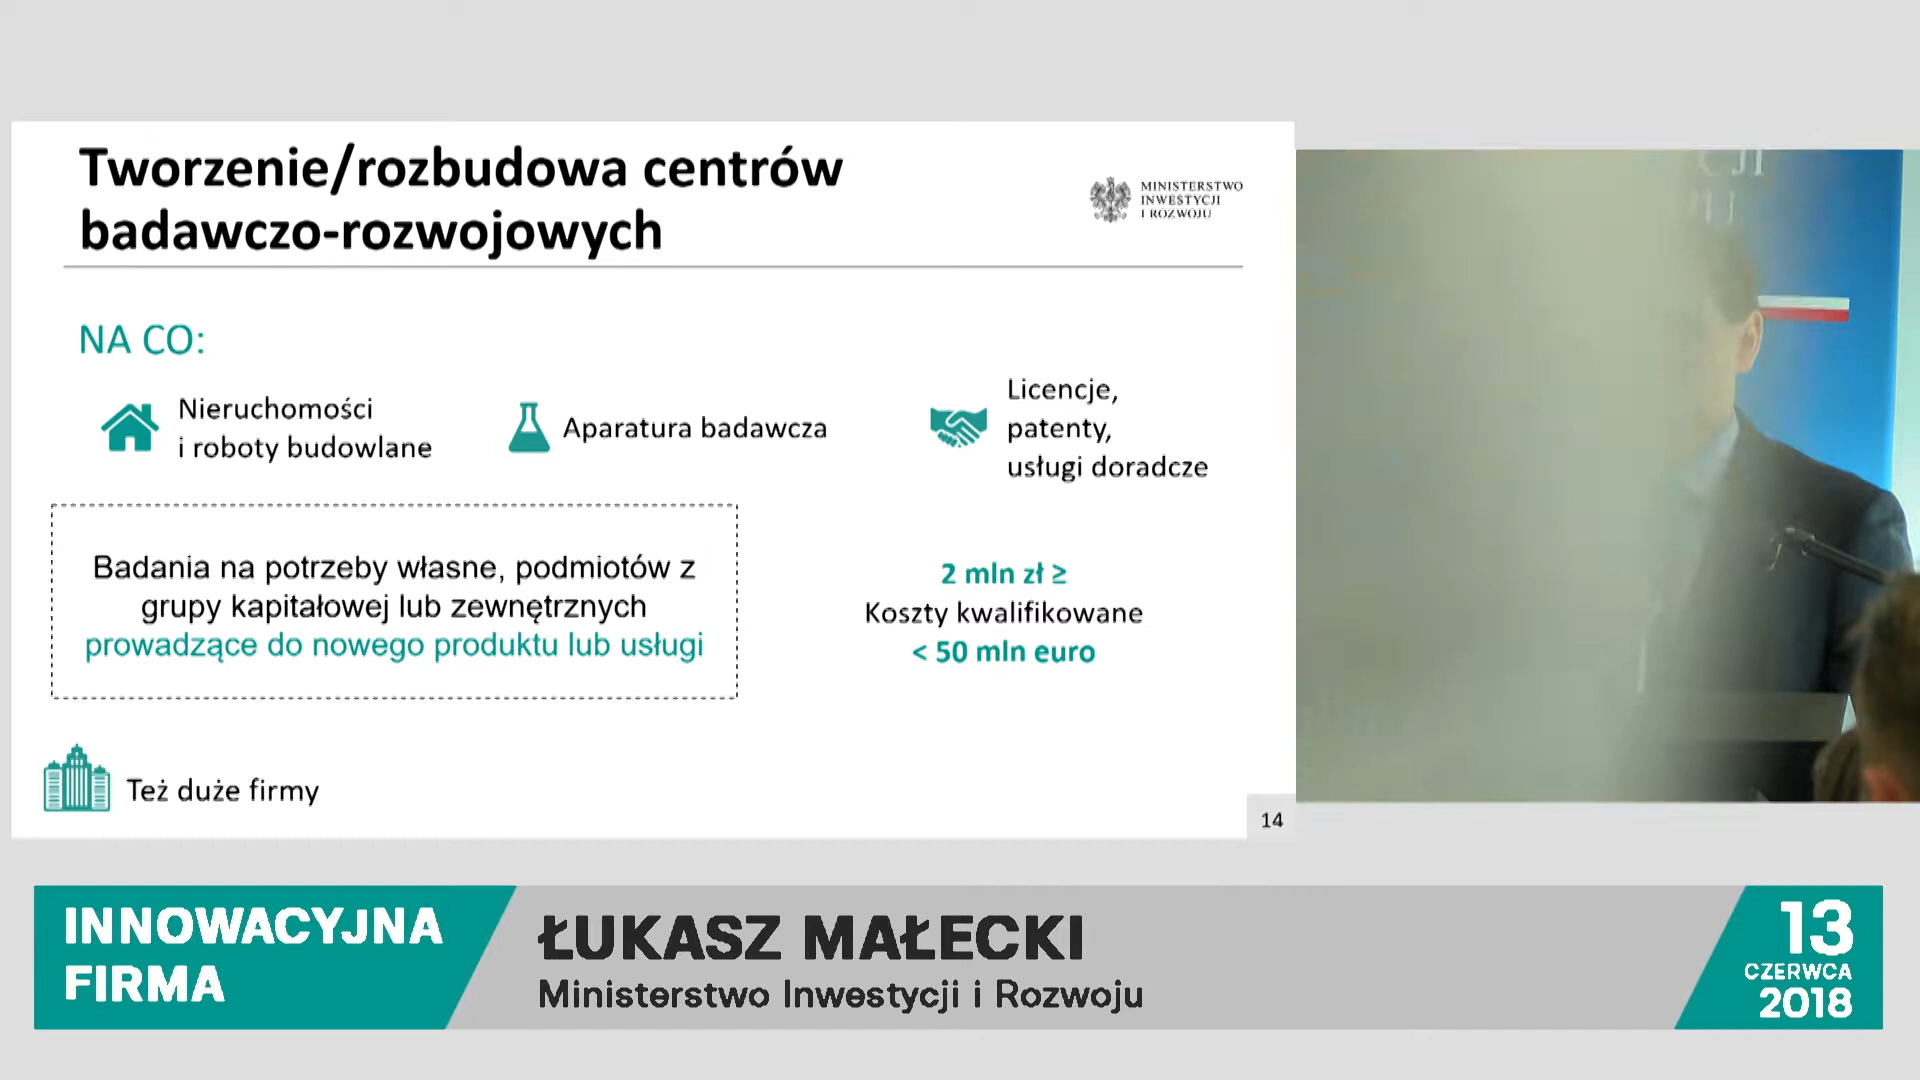 Tworzenie/rozbudowa centrów
badawczo-rozwojowych
MINISTERSTWO
INWESTYCJI
I ROZWOJU
NA CO:
Nieruchomości
i roboty budowlane
Aparatura badawcza
Licencje,
patenty,
usługi doradcze
Badania na potrzeby własne, podmiotów z
grupy kapitałowej lub zewnętrznych
prowadzące do nowego produktu lub usługi
2 mln zł ≥
Koszty kwalifikowane
< 50 mln euro
Też duże firmy
14
INNOWACYJNA
FIRMA
ŁUKASZ MAŁECKI
Ministerstwo Inwestycji i Rozwoju
13
CZERWCA
2018